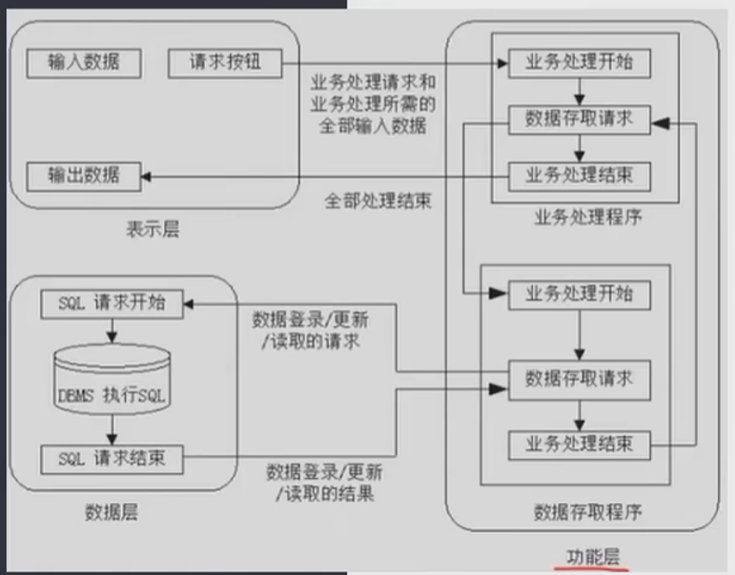 输入数据
请求按钮
业务处理请求和
业务处理所需的
全部输入数据
业务处理开始
数据存取请求
业务处理结束
输出数据
全部处理结束
业务处理程序
表示层
SQL 请求开始
数据登录/更新
/读取的请求
业务处理开始
DBMS 执行SQL
数据存取请求
SQL 请求结束
业务处理结束
数据登录/更新
/读取的结果
数据层
数据存取程序
功能层